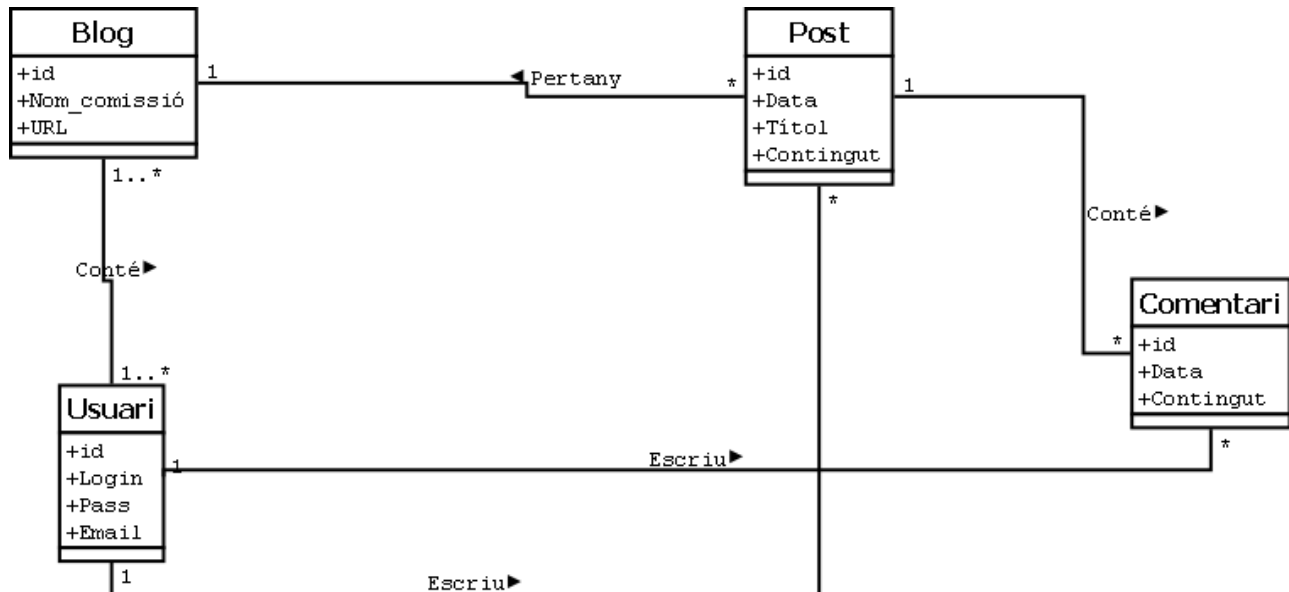 Blog
+id
+Nom_comissió
+URL
1
◄ Pertany
*
Post
+id
+Data
+Títol
+Contingut
1
1..*
*
Conté►
Conté►
Comentari
+id
+Data
+Contingut
*
1..*
Usuari
+id
+Login
+Pass
+Email
1
Escriu►
*
1
Escriu►